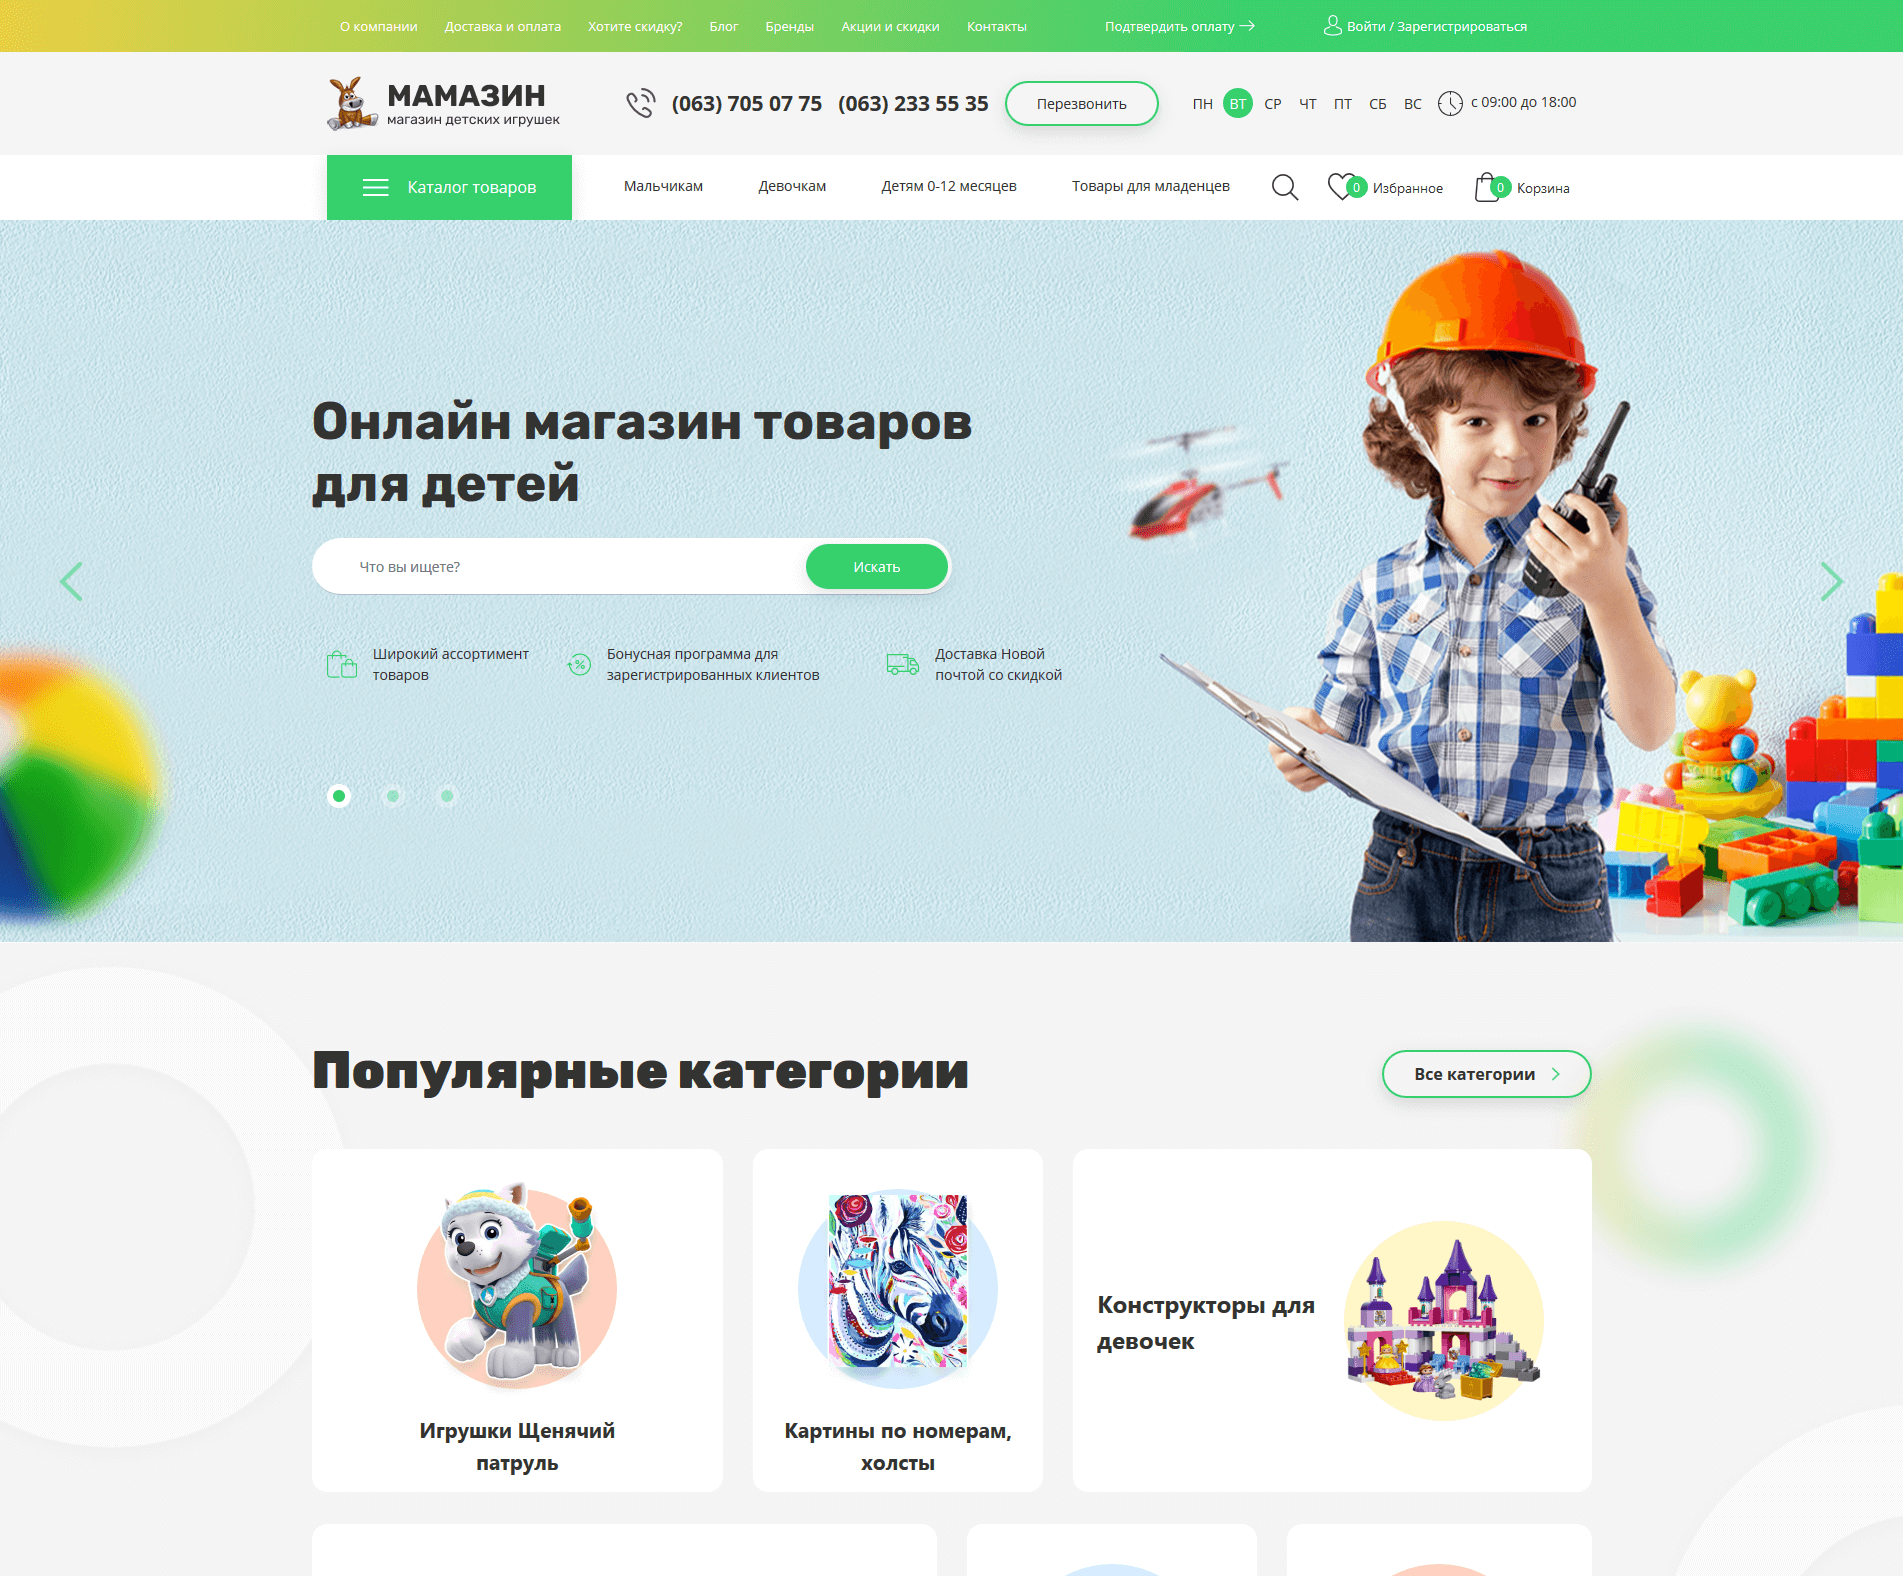 О компании Доставка и оплата Хотите скидку? Блог Бренды Акции и скидки Контакты Подтвердить оплату Войти / Зарегистрироваться
МАМАЗИН
магазин детских игрушек
(063) 705 07 75 (063) 233 55 35 Перезвонить ПН ВТ СР ЧТ ПТ СБ ВС с 09:00 до 18:00
Каталог товаров Мальчикам Девочкам Детям 0-12 месяцев Товары для младенцев 0 Избранное 0 Корзина
Онлайн магазин товаров
для детей
Что вы ищете? Искать
Широкий ассортимент
товаров
Бонусная программа для
зарегистрированных клиентов
Доставка Новой
почтой со скидкой
Популярные категории
Все категории
Игрушки Щенячий
патруль
Картины по номерам,
холсты
Конструкторы для
девочек